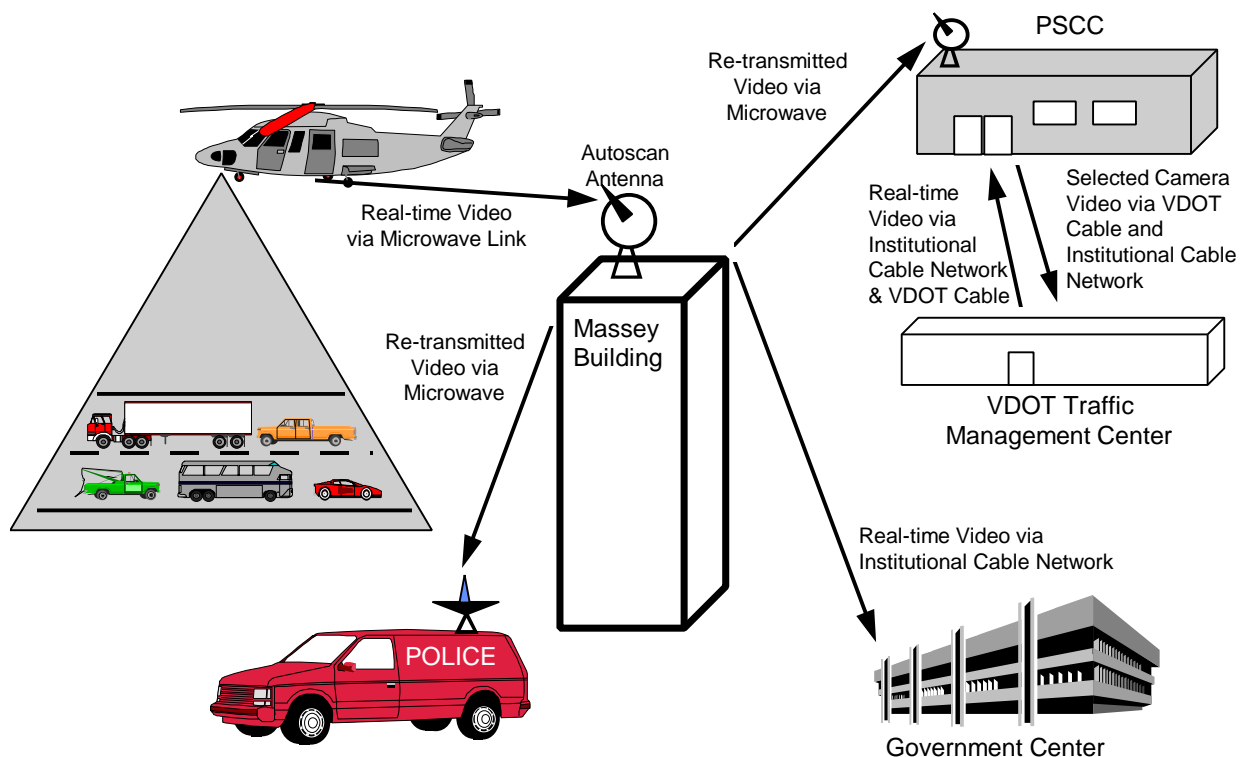 PSCC
Re-transmitted
Video via
Microwave
Autoscan
Antenna
Real-time Video
via Microwave Link
Real-time
Video via
Institutional
Cable Network
& VDOT Cable
Selected Camera
Video via VDOT
Cable and
Institutional Cable
Network
Massey
Building
Re-transmitted
Video via
Microwave
VDOT Traffic
Management Center
Real-time Video via
Institutional Cable Network
POLICE
Government Center